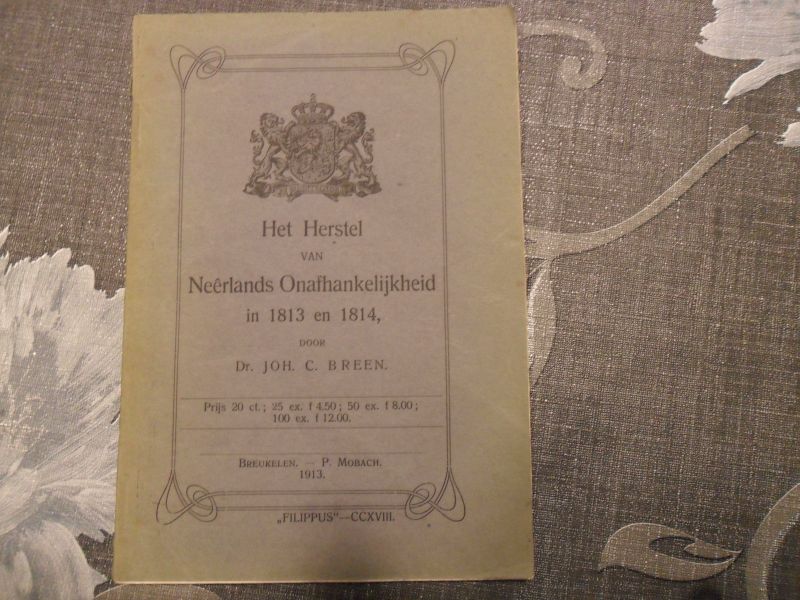 Het Herstel
VAN
Neêrlands Onafhankelijkheid
in 1813 en 1814,
DOOR
Dr. JOH. C. BREEN.
Prijs 20 ct.; 25 ex. f 4.50; 50 ex. f 8.00;
100 ex. f 12.00.
BREUKELEN. — P. MOBACH.
1913.
„FILIPPUS"—CCXVIII.